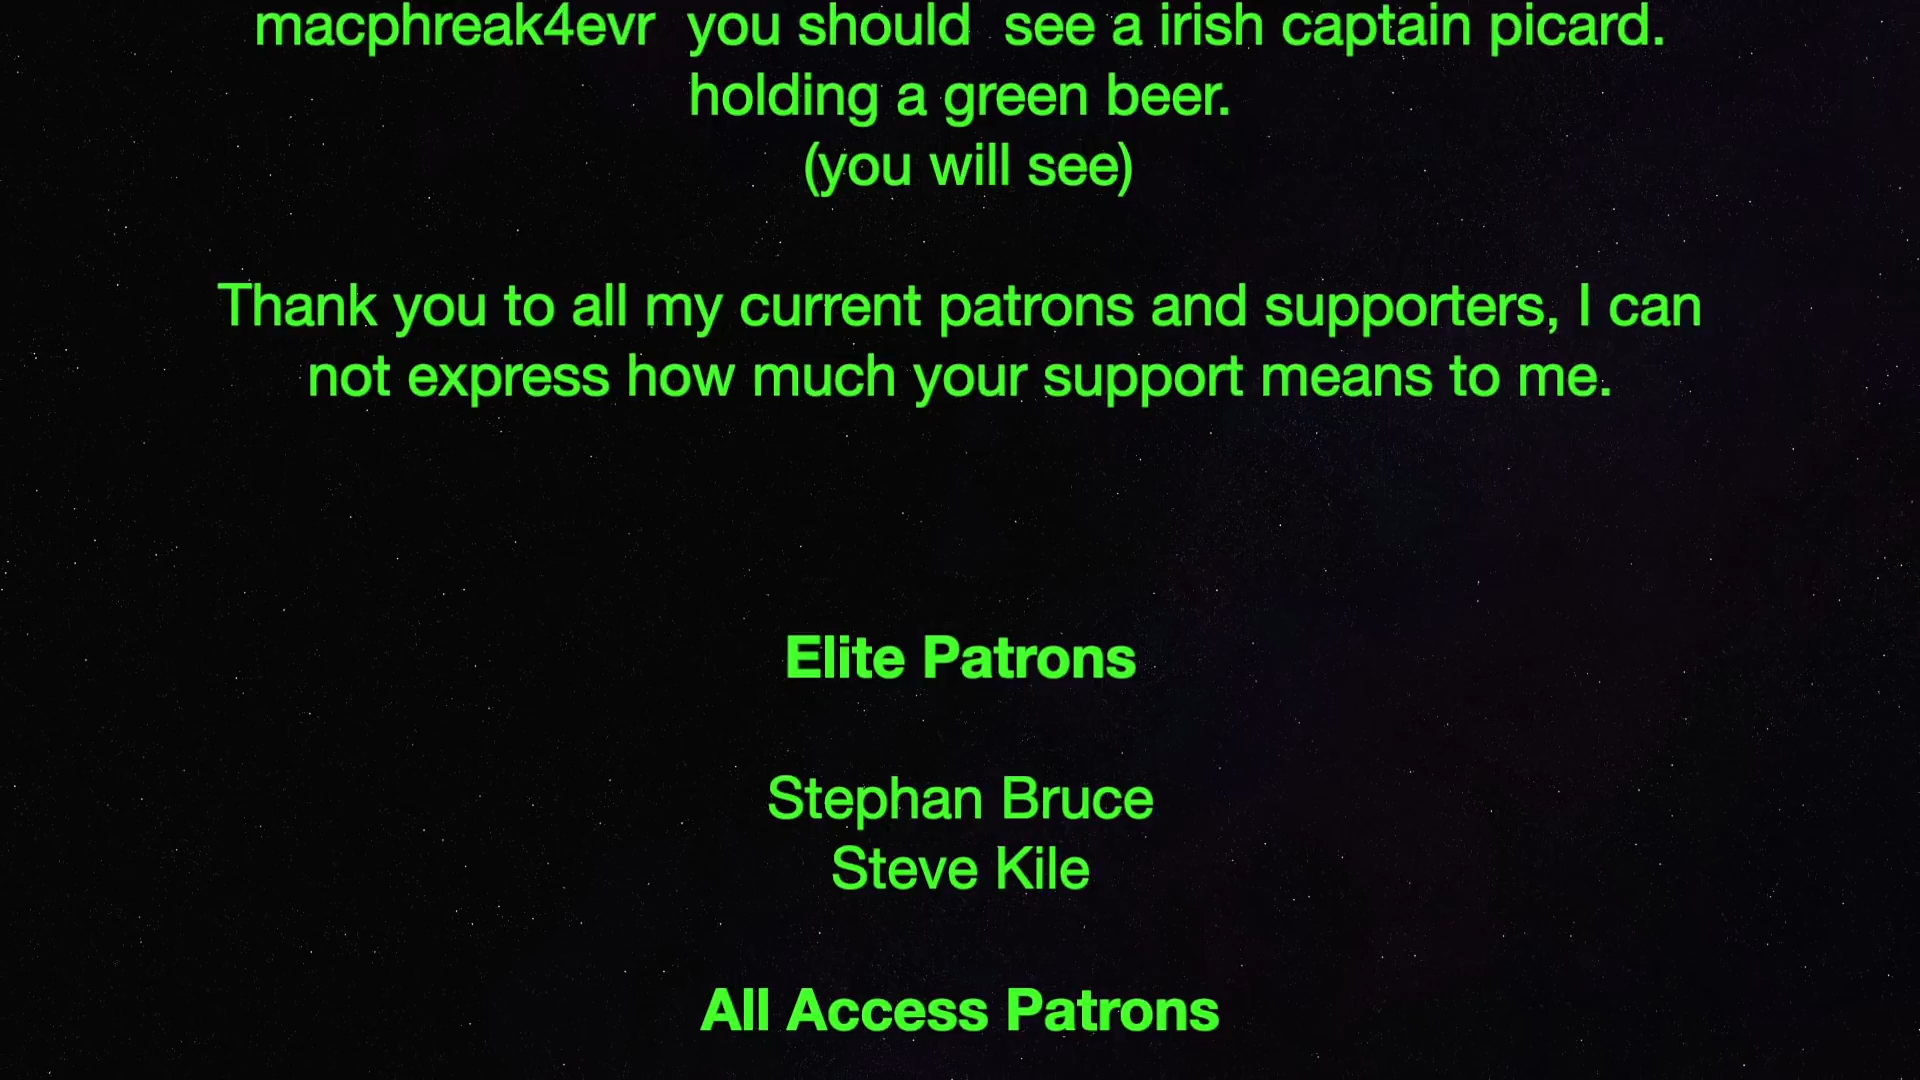 macphreak4evr  you should  see a irish captain picard.
holding a green beer.
(you will see)
Thank you to all my current patrons and supporters, I can
not express how much your support means to me.
Elite Patrons
Stephan Bruce
Steve Kile
All Access Patrons